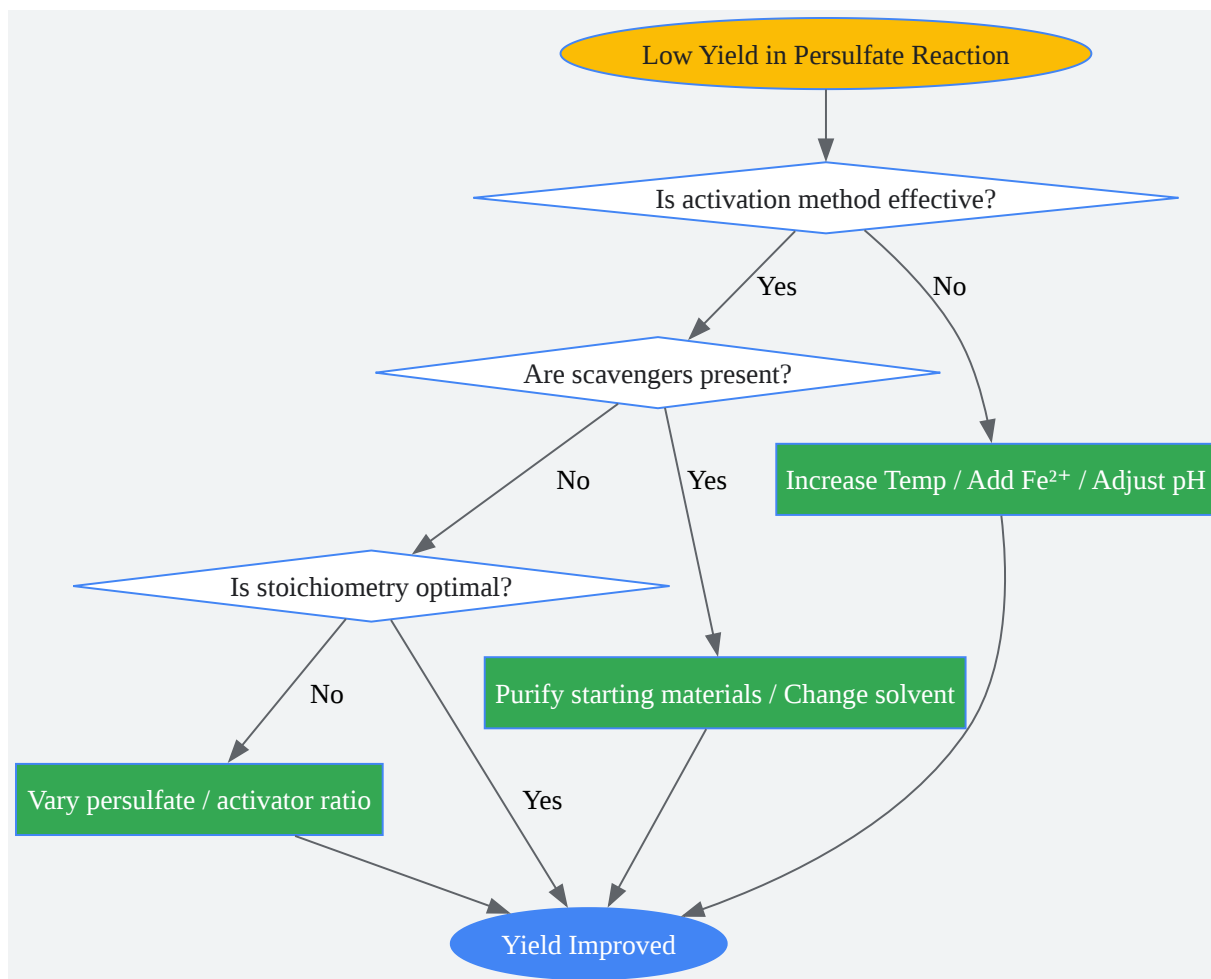 Low Yield in Persulfate Reaction
Is activation method effective?
Yes
No
Are scavengers present?
No
Yes
Increase Temp / Add Fe²⁺ / Adjust pH
Is stoichiometry optimal?
No
Yes
Purify starting materials / Change solvent
Vary persulfate / activator ratio
Yield Improved